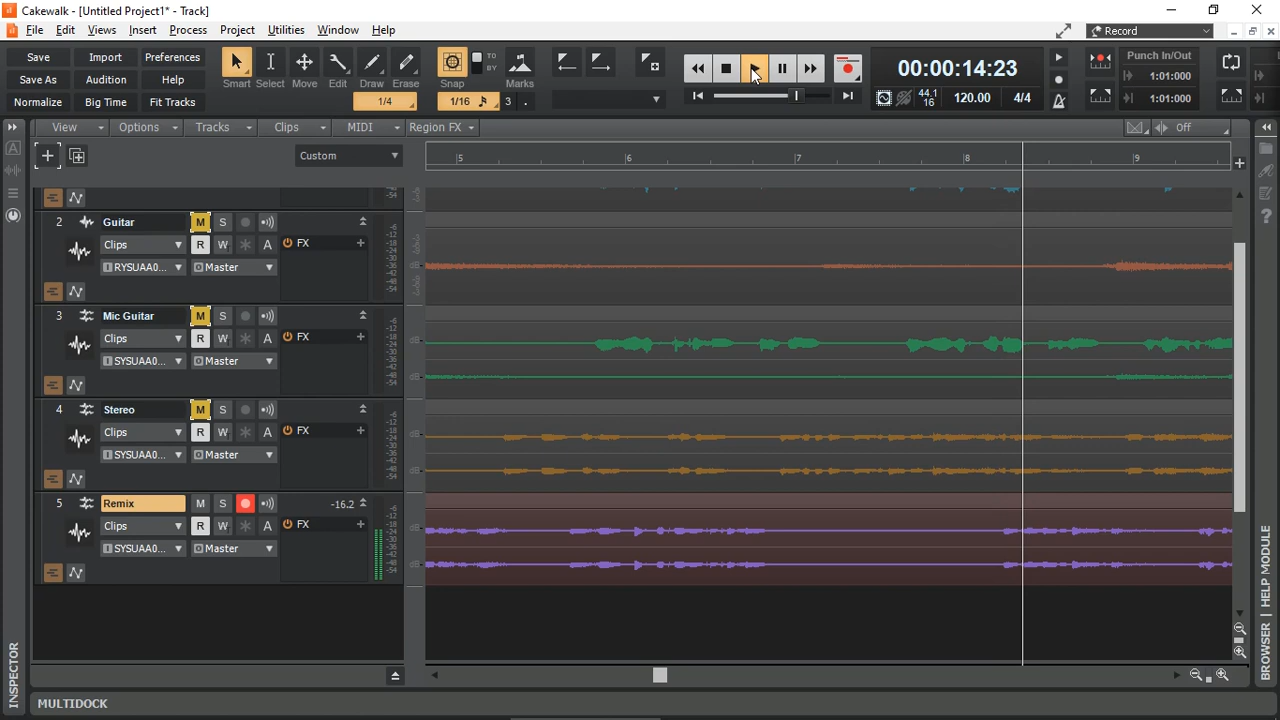 Cakewalk - [Untitled Project1* - Track]
File Edit Views Insert Process Project Utilities Window Help
Record
Save Import Preferences
Save As Audition Help
Normalize Big Time Fit Tracks
Smart Select Move Edit Draw Erase Snap Marks
TO
BY
1/4 1/16 3 .
00:00:14:23
44.1
16
120.00 4/4
Punch In/Out
1:01:000
1:01:000
View Options Tracks Clips MIDI Region FX Off
Custom
5 6 7 8 9
2 Guitar M S
Clips R W A FX
RYSUAA0... Master
3 Mic Guitar M S
Clips R W A FX
SYSUAA0... Master
4 Stereo M S
Clips R W A FX
SYSUAA0... Master
5 Remix M S -16.2
Clips R W A FX
SYSUAA0... Master
INSPECTOR
BROWSER | HELP MODULE
MULTIDOCK